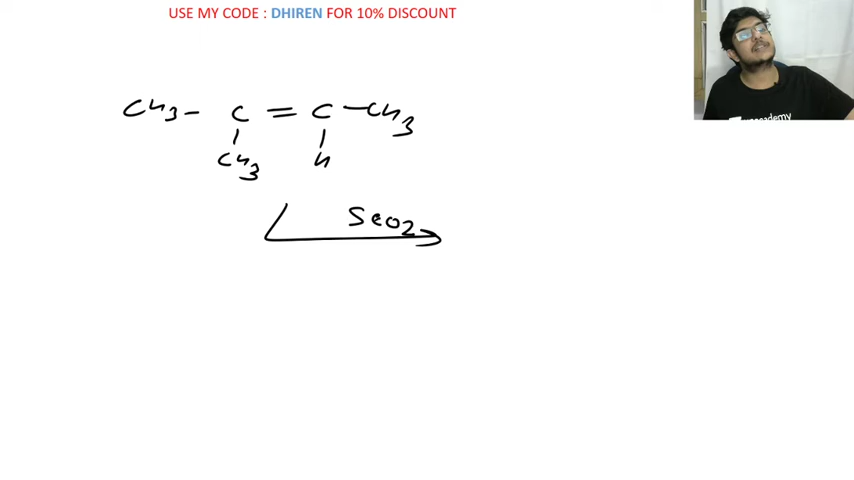 USE MY CODE : DHIREN FOR 10% DISCOUNT
CH3 - C = C - CH3
CH3 H
SeO2